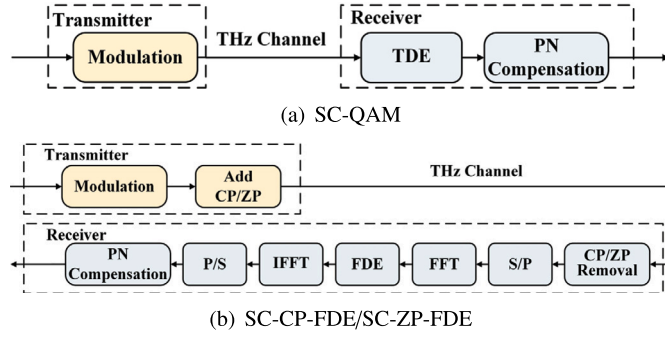 Transmitter
Receiver
THz Channel
Modulation
TDE
PN
Compensation
(a) SC-QAM
Transmitter
Modulation
Add
CP/ZP
THz Channel
Receiver
PN
Compensation
P/S
IFFT
FDE
FFT
S/P
CP/ZP
Removal
(b) SC-CP-FDE/SC-ZP-FDE